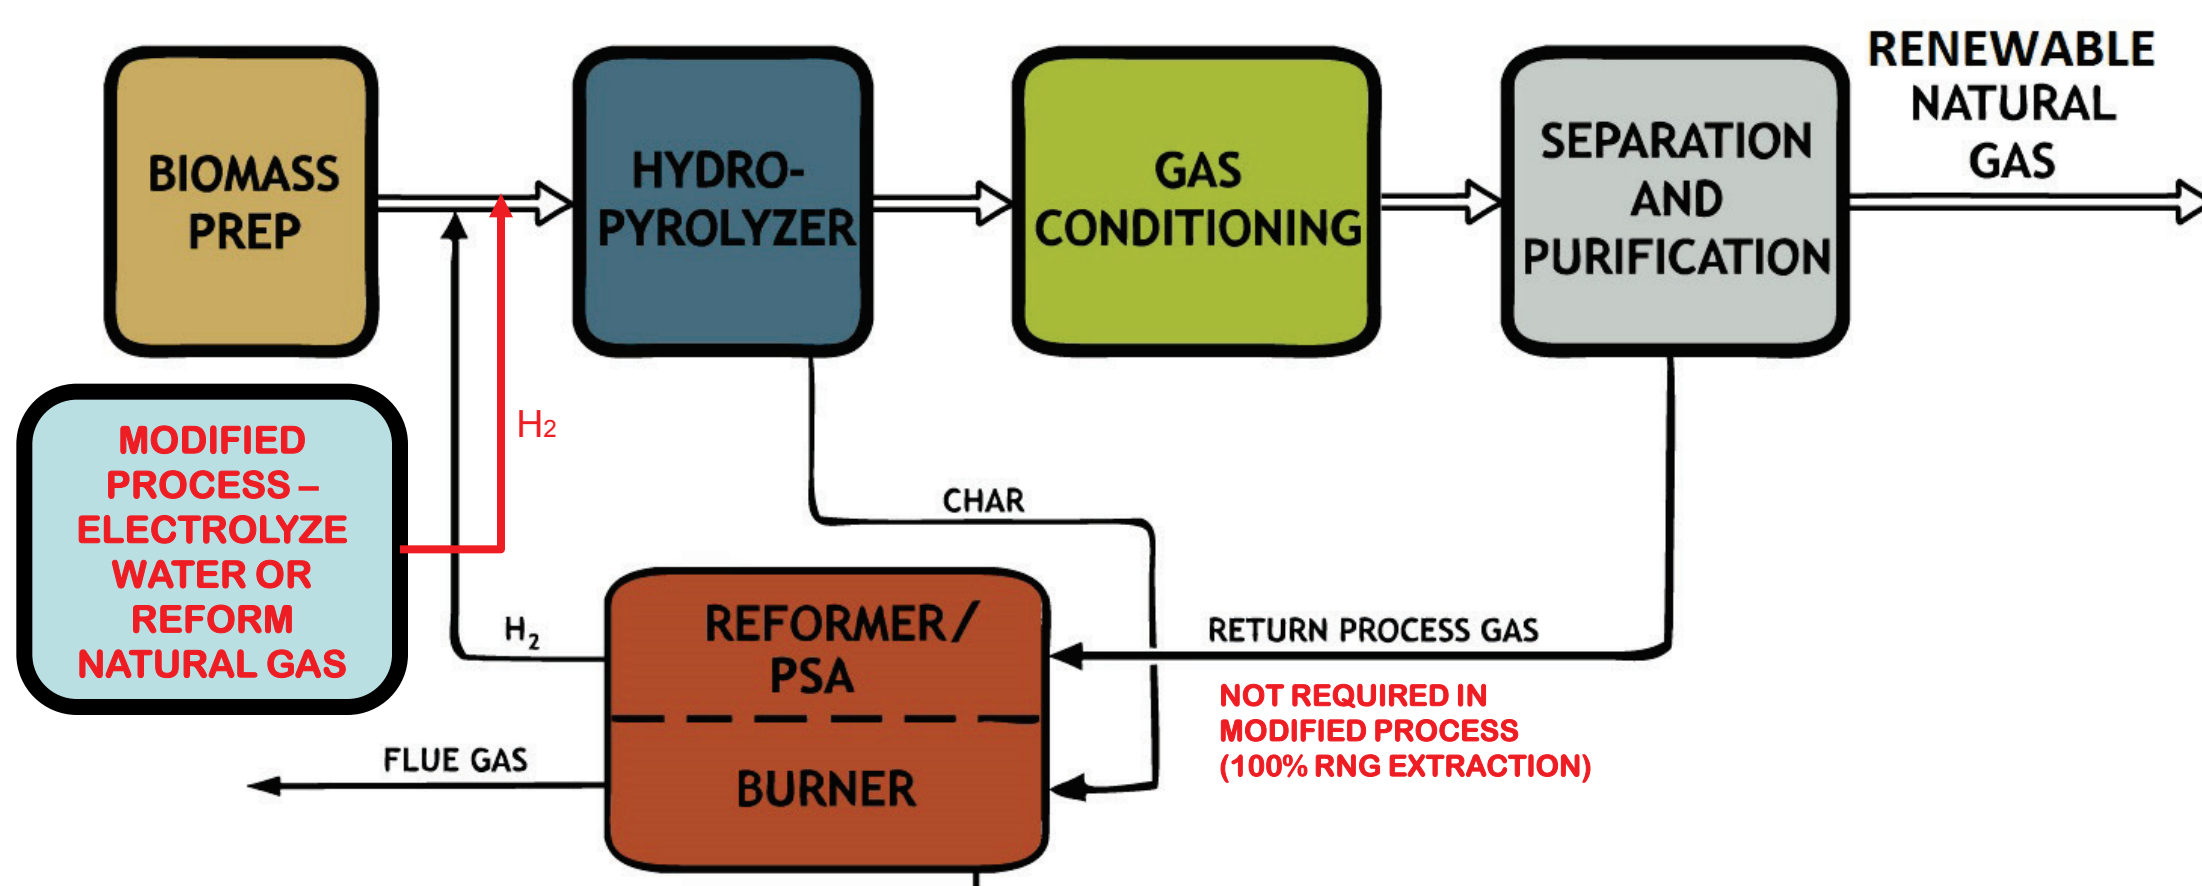 BIOMASS
PREP
HYDRO-
PYROLYZER
GAS
CONDITIONING
SEPARATION
AND
PURIFICATION
RENEWABLE
NATURAL
GAS
MODIFIED
PROCESS –
ELECTROLYZE
WATER OR
REFORM
NATURAL GAS
H2
H2
CHAR
REFORMER/
PSA
BURNER
RETURN PROCESS GAS
NOT REQUIRED IN
MODIFIED PROCESS
(100% RNG EXTRACTION)
FLUE GAS